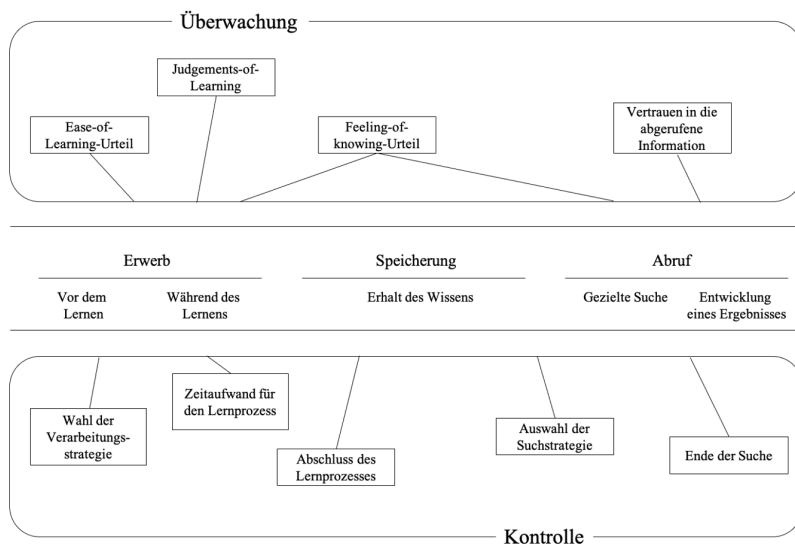 Überwachung
Judgements-of-
Learning
Ease-of-
Learning-Urteil
Feeling-of-
knowing-Urteil
Vertrauen in die
abgerufene
Information
Erwerb
Speicherung
Abruf
Vor dem
Lernen
Während des
Lernens
Erhalt des Wissens
Gezielte Suche
Entwicklung
eines Ergebnisses
Wahl der
Verarbeitungs-
strategie
Zeitaufwand für
den Lernprozess
Abschluss des
Lernprozesses
Auswahl der
Suchstrategie
Ende der Suche
Kontrolle